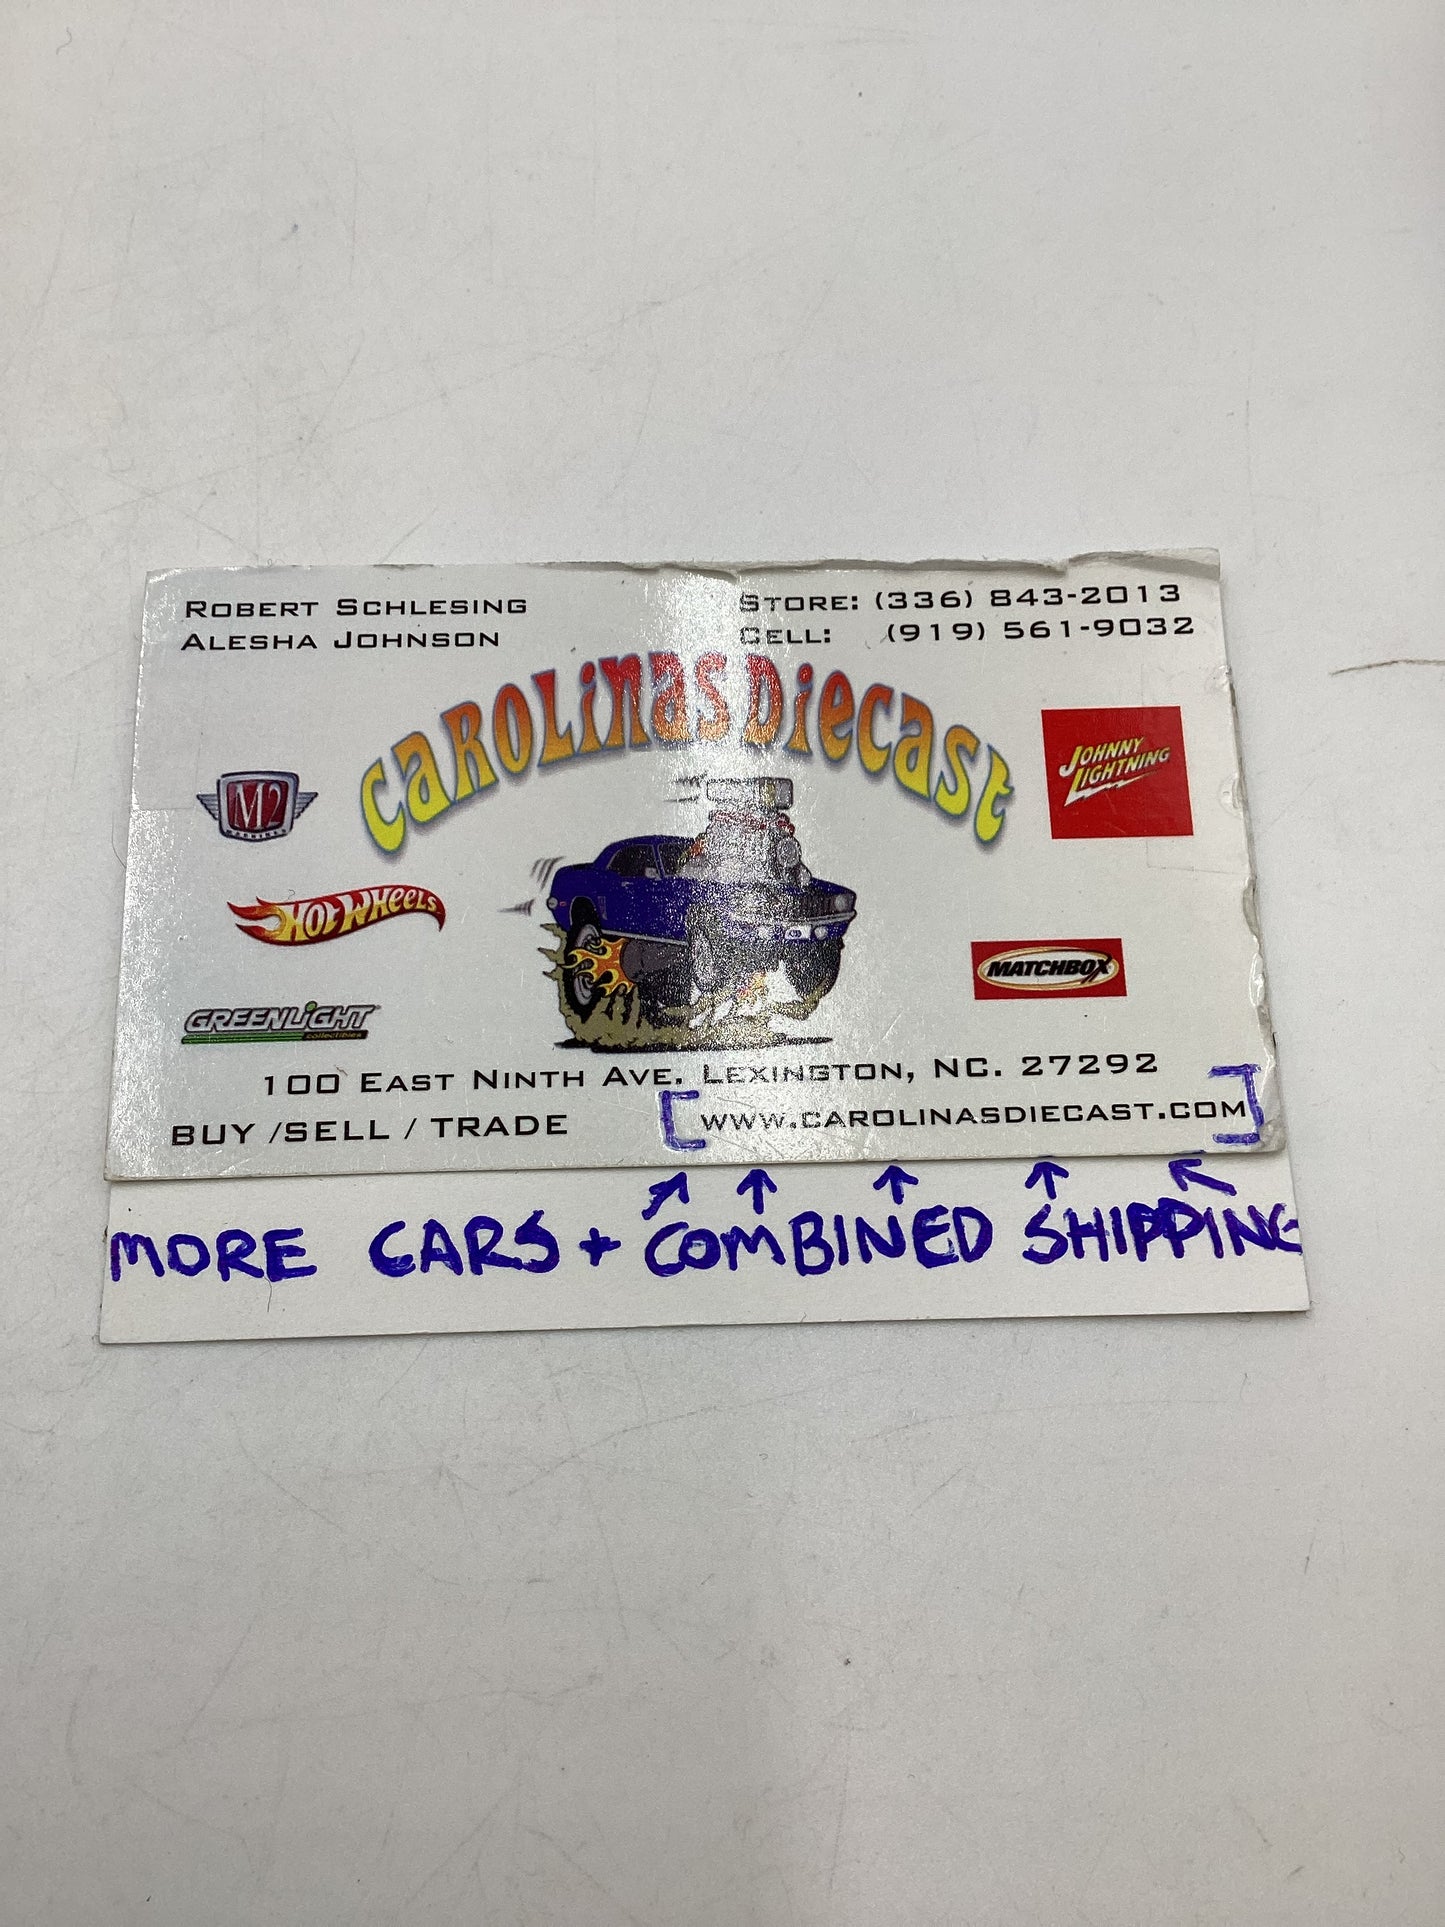 ROBERT SCHLESING
ALESHA JOHNSON
STORE: (336) 843-2013
CELL: (919) 561-9032
CAROLINAS DIECAST
M2
MACHINES
JOHNNY
LIGHTNING
HOT WHEELS
MATCHBOX
GREENLIGHT
collectibles
100 EAST NINTH AVE. LEXINGTON, NC. 27292
BUY /SELL / TRADE
[WWW.CAROLINASDIECAST.COM]
MORE CARS + COMBINED SHIPPING